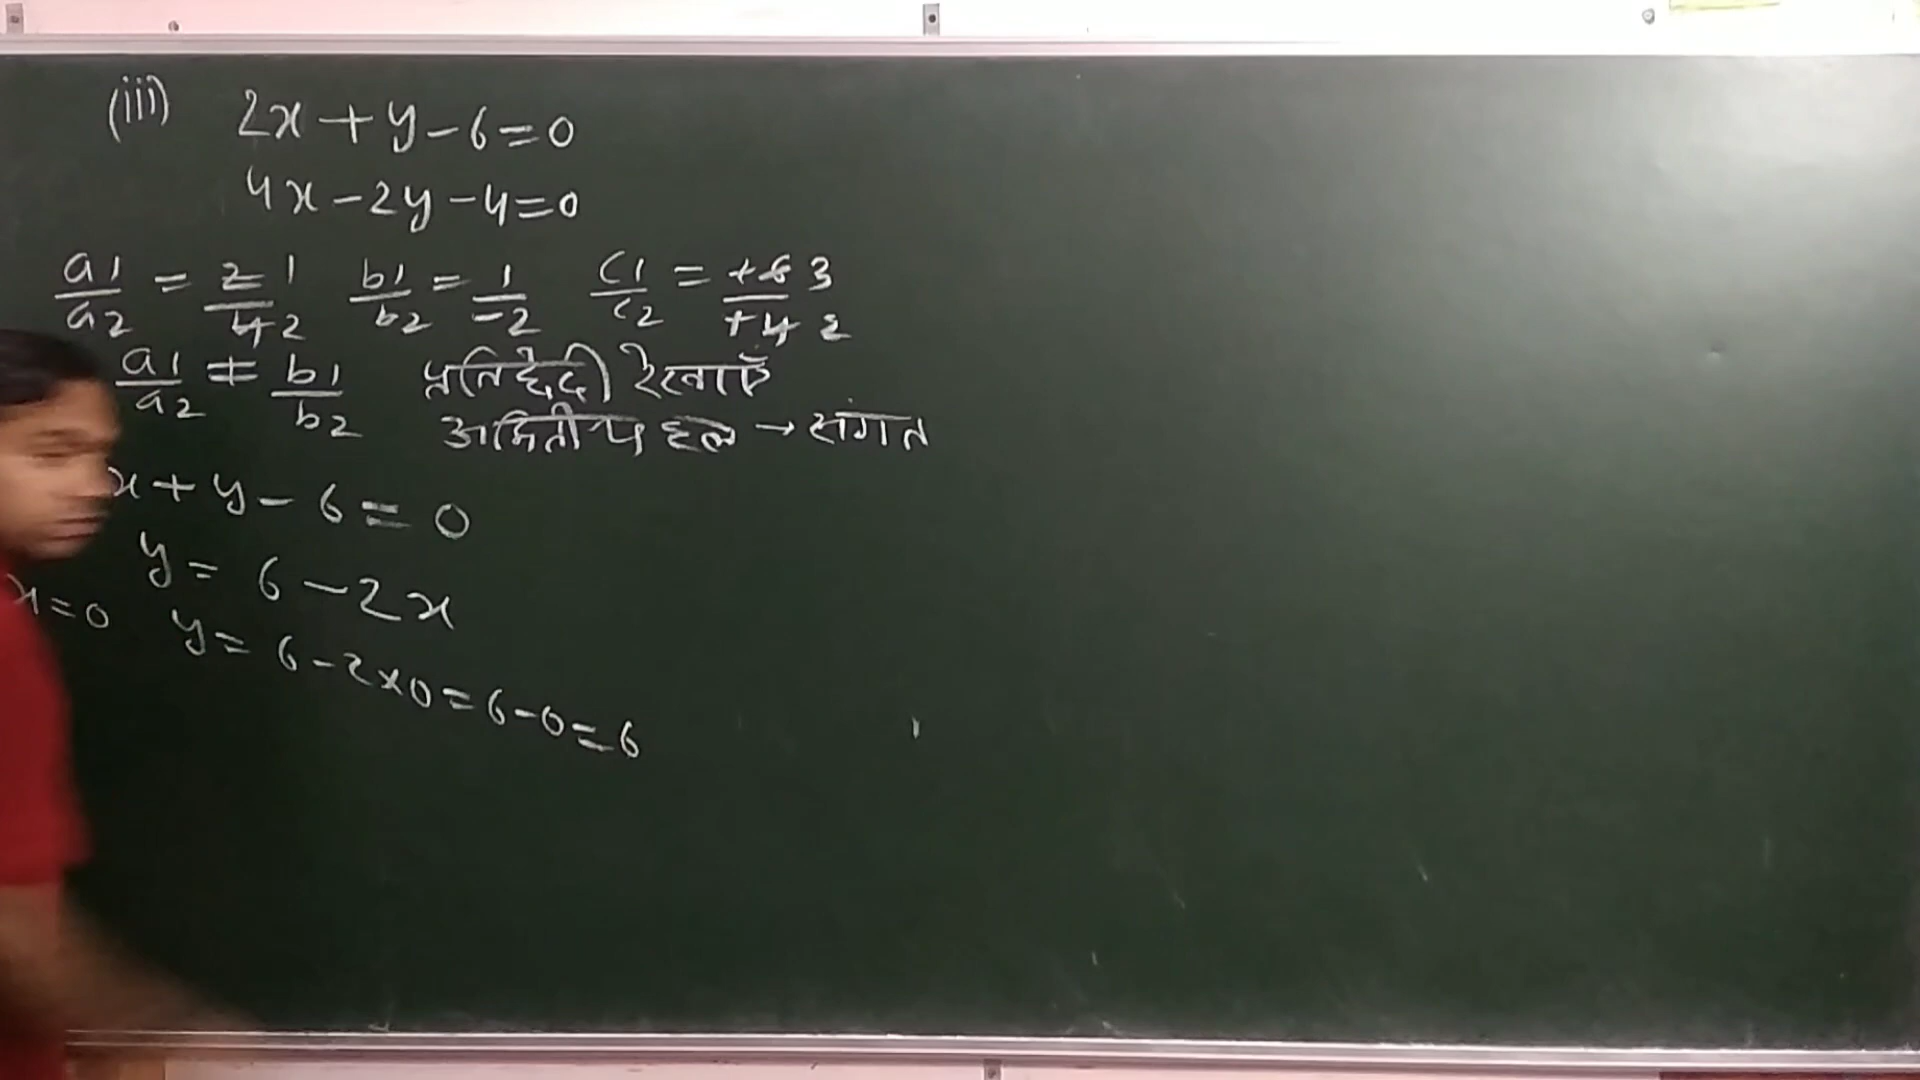 (iii) 2x + y - 6 = 0
4x - 2y - 4 = 0
a1/a2 = 2 1/4 2 b1/b2 = 1/-2 c1/c2 = +6 3/+4 2
a1/a2 ≠ b1/b2 प्रतिछेदी रेखाएँ
अद्वितीय हल → संगत
x + y - 6 = 0
y = 6 - 2x
x = 0 y = 6 - 2 × 0 = 6 - 0 = 6